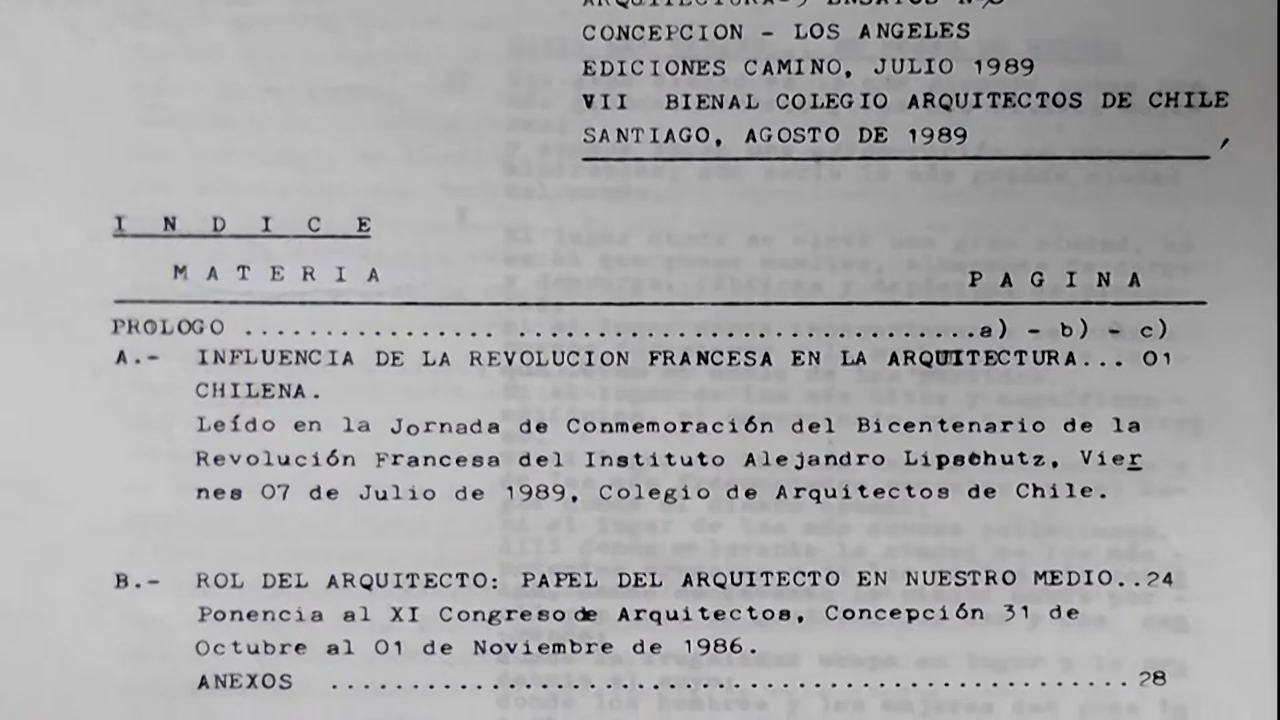 ARQUITECTURA-, ENSAYOS Nº
CONCEPCION - LOS ANGELES
EDICIONES CAMINO, JULIO 1989
VII BIENAL COLEGIO ARQUITECTOS DE CHILE
SANTIAGO, AGOSTO DE 1989
I N D I C E
M A T E R I A P A G I N A
PROLOGO ............................................a) - b) - c)
A.- INFLUENCIA DE LA REVOLUCION FRANCESA EN LA ARQUITECTURA... 01
CHILENA.
Leído en la Jornada de Conmemoración del Bicentenario de la
Revolución Francesa del Instituto Alejandro Lipschutz, Vier
nes 07 de Julio de 1989, Colegio de Arquitectos de Chile.
B.- ROL DEL ARQUITECTO: PAPEL DEL ARQUITECTO EN NUESTRO MEDIO..24
Ponencia al XI Congreso de Arquitectos, Concepción 31 de
Octubre al 01 de Noviembre de 1986.
ANEXOS .................................................28